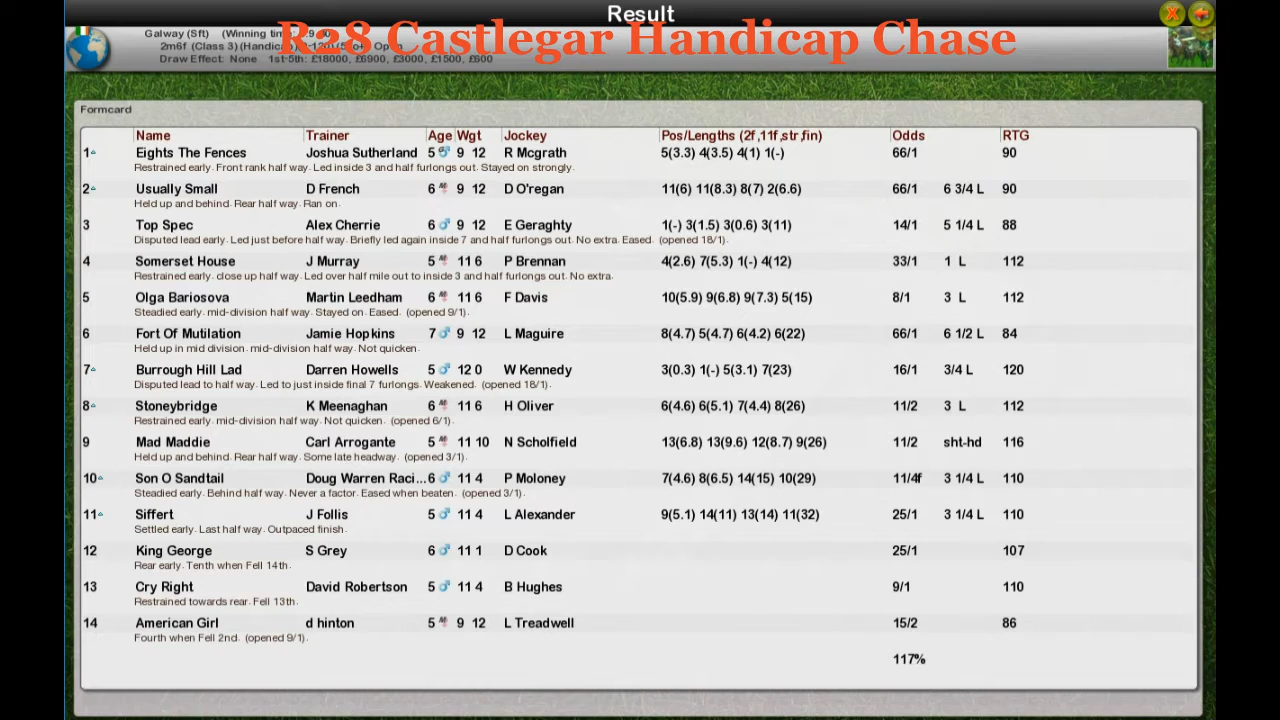 Result
R28 Castlegar Handicap Chase
Galway (Sft) (Winning time
2m6f (Class 3) (Handicap) Open
Draw Effect: None 1st-5th: £18000, £6900, £3000, £1500, £600
Formcard
Name Trainer Age Wgt Jockey Pos/Lengths (2f,11f,str,fin) Odds RTG
1 Eights The Fences Joshua Sutherland 5 9 12 R Mcgrath 5(3.3) 4(3.5) 4(1) 1(-) 66/1 90
Restrained early. Front rank half way. Led inside 3 and half furlongs out. Stayed on strongly.
2 Usually Small D French 6 9 12 D O'regan 11(6) 11(8.3) 8(7) 2(6.6) 66/1 6 3/4 L 90
Held up and behind. Rear half way. Ran on.
3 Top Spec Alex Cherrie 6 9 12 E Geraghty 1(-) 3(1.5) 3(0.6) 3(11) 14/1 5 1/4 L 88
Disputed lead early. Led just before half way. Briefly led again inside 7 and half furlongs out. No extra. Eased. (opened 18/1).
4 Somerset House J Murray 5 11 6 P Brennan 4(2.6) 7(5.3) 1(-) 4(12) 33/1 1 L 112
Restrained early. close up half way. Led over half mile out to inside 3 and half furlongs out. No extra.
5 Olga Bariosova Martin Leedham 6 11 6 F Davis 10(5.9) 9(6.8) 9(7.3) 5(15) 8/1 3 L 112
Steadied early. mid-division half way. Stayed on. Eased. (opened 9/1).
6 Fort Of Mutilation Jamie Hopkins 7 9 12 L Maguire 8(4.7) 5(4.7) 6(4.2) 6(22) 66/1 6 1/2 L 84
Held up in mid division. mid-division half way. Not quicken.
7 Burrough Hill Lad Darren Howells 5 12 0 W Kennedy 3(0.3) 1(-) 5(3.1) 7(23) 16/1 3/4 L 120
Disputed lead to half way. Led to just inside final 7 furlongs. Weakened. (opened 18/1).
8 Stoneybridge K Meenaghan 6 11 6 H Oliver 6(4.6) 6(5.1) 7(4.4) 8(26) 11/2 3 L 112
Restrained early. mid-division half way. Not quicken. (opened 6/1).
9 Mad Maddie Carl Arrogante 5 11 10 N Scholfield 13(6.8) 13(9.6) 12(8.7) 9(26) 11/2 sht-hd 116
Held up and behind. Rear half way. Some late headway. (opened 3/1).
10 Son O Sandtail Doug Warren Raci... 6 11 4 P Moloney 7(4.6) 8(6.5) 14(15) 10(29) 11/4f 3 1/4 L 110
Steadied early. Behind half way. Never a factor. Eased when beaten. (opened 3/1).
11 Siffert J Follis 5 11 4 L Alexander 9(5.1) 14(11) 13(14) 11(32) 25/1 3 1/4 L 110
Settled early. Last half way. Outpaced finish.
12 King George S Grey 6 11 1 D Cook 25/1 107
Rear early. Tenth when Fell 14th.
13 Cry Right David Robertson 5 11 4 B Hughes 9/1 110
Restrained towards rear. Fell 13th.
14 American Girl d hinton 5 9 12 L Treadwell 15/2 86
Fourth when Fell 2nd. (opened 9/1).
117%